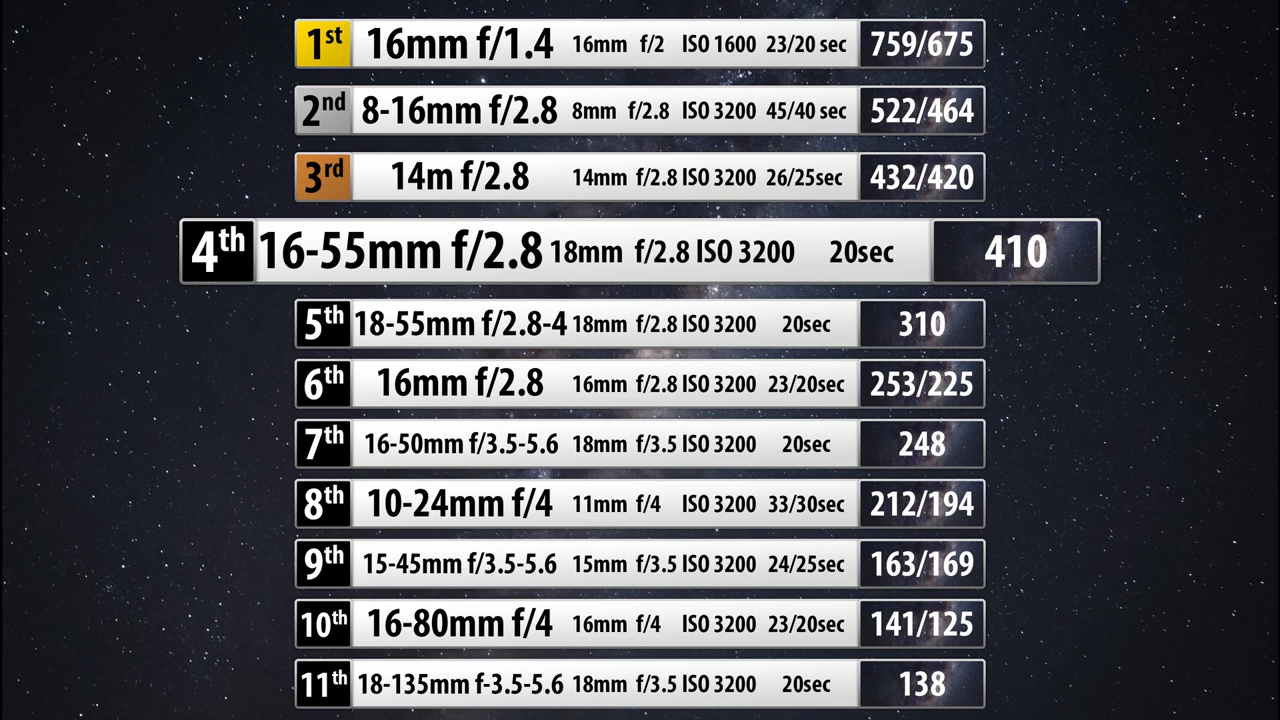 1st 16mm f/1.4 16mm f/2 ISO 1600 23/20 sec 759/675
2nd 8-16mm f/2.8 8mm f/2.8 ISO 3200 45/40 sec 522/464
3rd 14m f/2.8 14mm f/2.8 ISO 3200 26/25sec 432/420
4th 16-55mm f/2.8 18mm f/2.8 ISO 3200 20sec 410
5th 18-55mm f/2.8-4 18mm f/2.8 ISO 3200 20sec 310
6th 16mm f/2.8 16mm f/2.8 ISO 3200 23/20sec 253/225
7th 16-50mm f/3.5-5.6 18mm f/3.5 ISO 3200 20sec 248
8th 10-24mm f/4 11mm f/4 ISO 3200 33/30sec 212/194
9th 15-45mm f/3.5-5.6 15mm f/3.5 ISO 3200 24/25sec 163/169
10th 16-80mm f/4 16mm f/4 ISO 3200 23/20sec 141/125
11th 18-135mm f-3.5-5.6 18mm f/3.5 ISO 3200 20sec 138